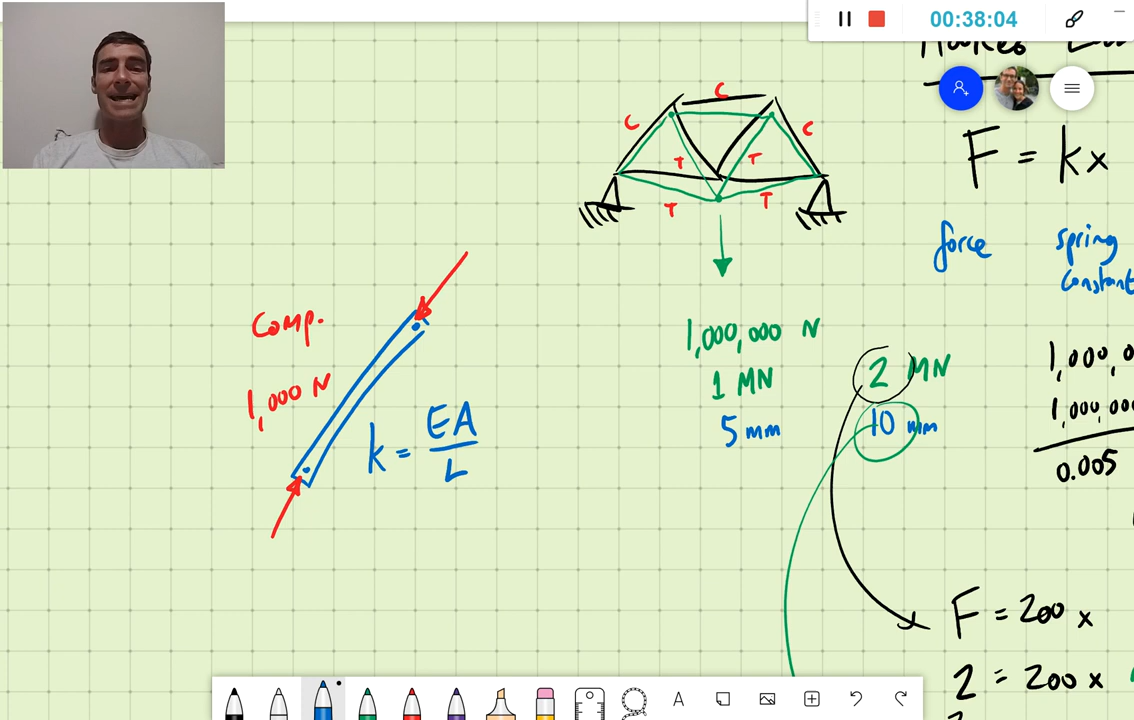 00:38:04
C
C
C
T
T
T
T
F = kx
force
spring
constant
Comp.
1,000 N
k = EA
L
1,000,000 N
1 MN
5 mm
2 MN
10 mm
0.005
F = 200 x
2 = 200 x
A